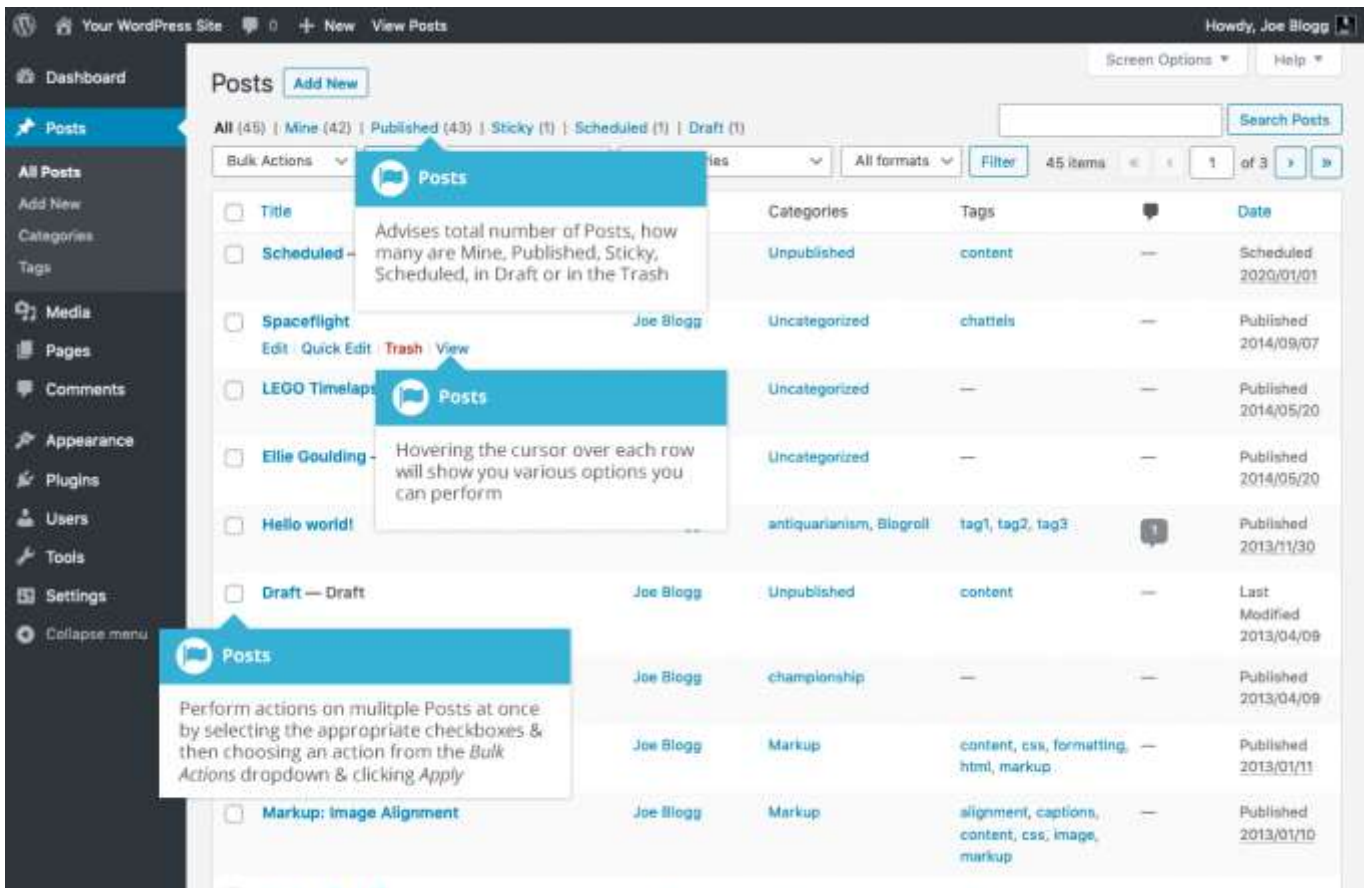 Your WordPress Site 0 + New View Posts Howdy, Joe Blogg
Screen Options Help
Dashboard
Posts
All Posts
Add New
Categories
Tags
Media
Pages
Comments
Appearance
Plugins
Users
Tools
Settings
Collapse menu
Posts Add New
All (45) | Mine (42) | Published (43) | Sticky (1) | Scheduled (1) | Draft (1)
Search Posts
Bulk Actions All formats Filter 45 items « ‹ 1 of 3 › »
Posts
Advises total number of Posts, how
many are Mine, Published, Sticky,
Scheduled, in Draft or in the Trash
Title Categories Tags Date
Scheduled – Unpublished content — Scheduled
2020/01/01
Spaceflight Joe Blogg Uncategorized chattels — Published
Edit | Quick Edit | Trash | View 2014/09/07
Posts
Hovering the cursor over each row
will show you various options you
can perform
LEGO Timelaps Uncategorized — — Published
2014/05/20
Ellie Goulding - Uncategorized — — Published
2014/05/20
Hello world! antiquarianism, Blogroll tag1, tag2, tag3 1 Published
2013/11/30
Draft — Draft Joe Blogg Unpublished content — Last
Modified
2013/04/09
Posts
Perform actions on mulitple Posts at once
by selecting the appropriate checkboxes &
then choosing an action from the Bulk
Actions dropdown & clicking Apply
Joe Blogg championship — — Published
2013/04/09
Joe Blogg Markup content, css, formatting, — Published
html, markup 2013/01/11
Markup: Image Alignment Joe Blogg Markup alignment, captions, — Published
content, css, image, 2013/01/10
markup